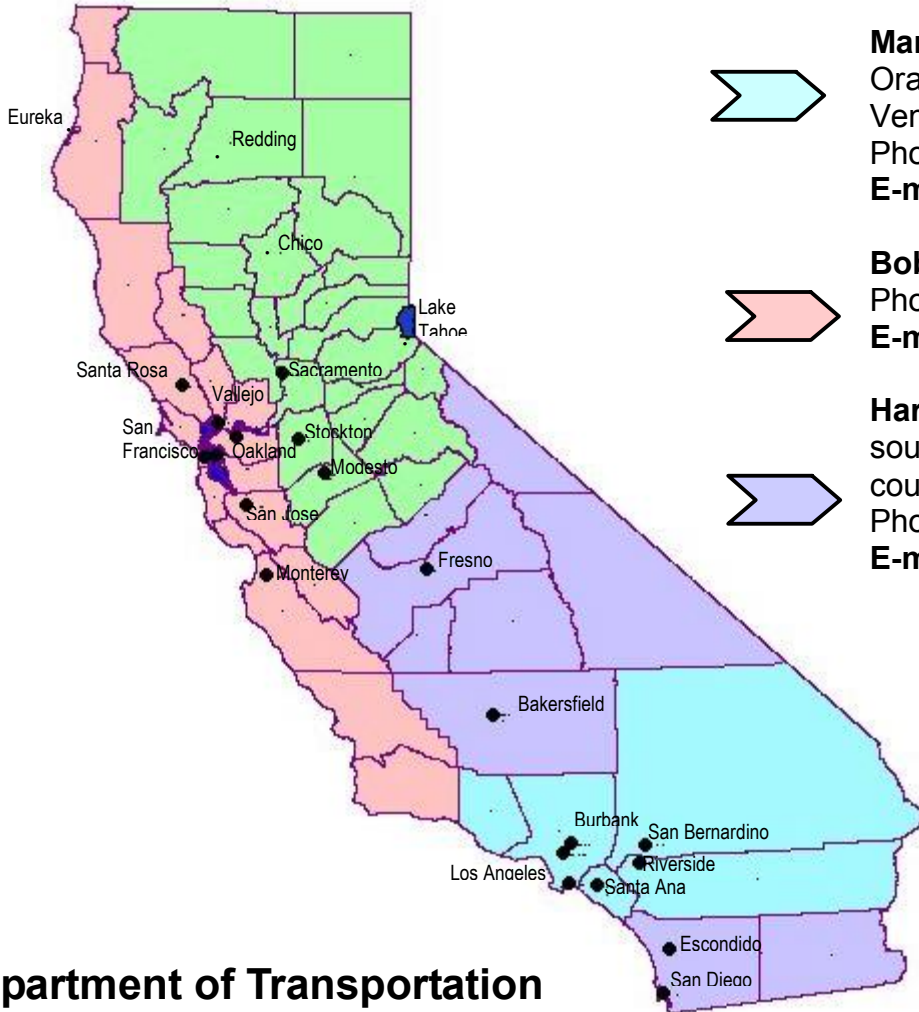 Eureka
Redding
Chico
Lake
Tahoe
Santa Rosa
Sacramento
Vallejo
San
Francisco
Oakland
Stockton
Modesto
San Jose
Monterey
Fresno
Bakersfield
Burbank
San Bernardino
Los Angeles
Riverside
Santa Ana
Escondido
San Diego
Mar
Ora
Ver
Pho
E-m
Bob
Pho
E-m
Har
sou
cou
Pho
E-m
partment of Transportation